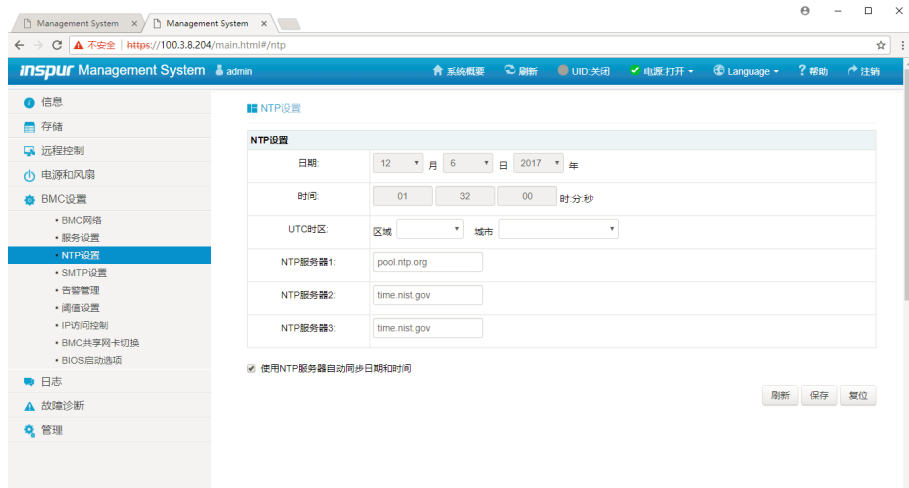 Management System
Management System
不安全 | https://100.3.8.204/main.html#/ntp
inspur Management System admin 系统概要 刷新 UID:关闭 电源:打开 Language 帮助 注销
信息
存储
远程控制
电源和风扇
BMC设置
• BMC网络
• 服务设置
• NTP设置
• SMTP设置
• 告警管理
• 阈值设置
• IP访问控制
• BMC共享网卡切换
• BIOS启动选项
日志
故障诊断
管理
NTP设置
NTP设置
日期: 12 月 6 日 2017 年
时间: 01 32 00 时:分:秒
UTC时区: 区域 城市
NTP服务器1: pool.ntp.org
NTP服务器2: time.nist.gov
NTP服务器3: time.nist.gov
使用NTP服务器自动同步日期和时间
刷新 保存 复位